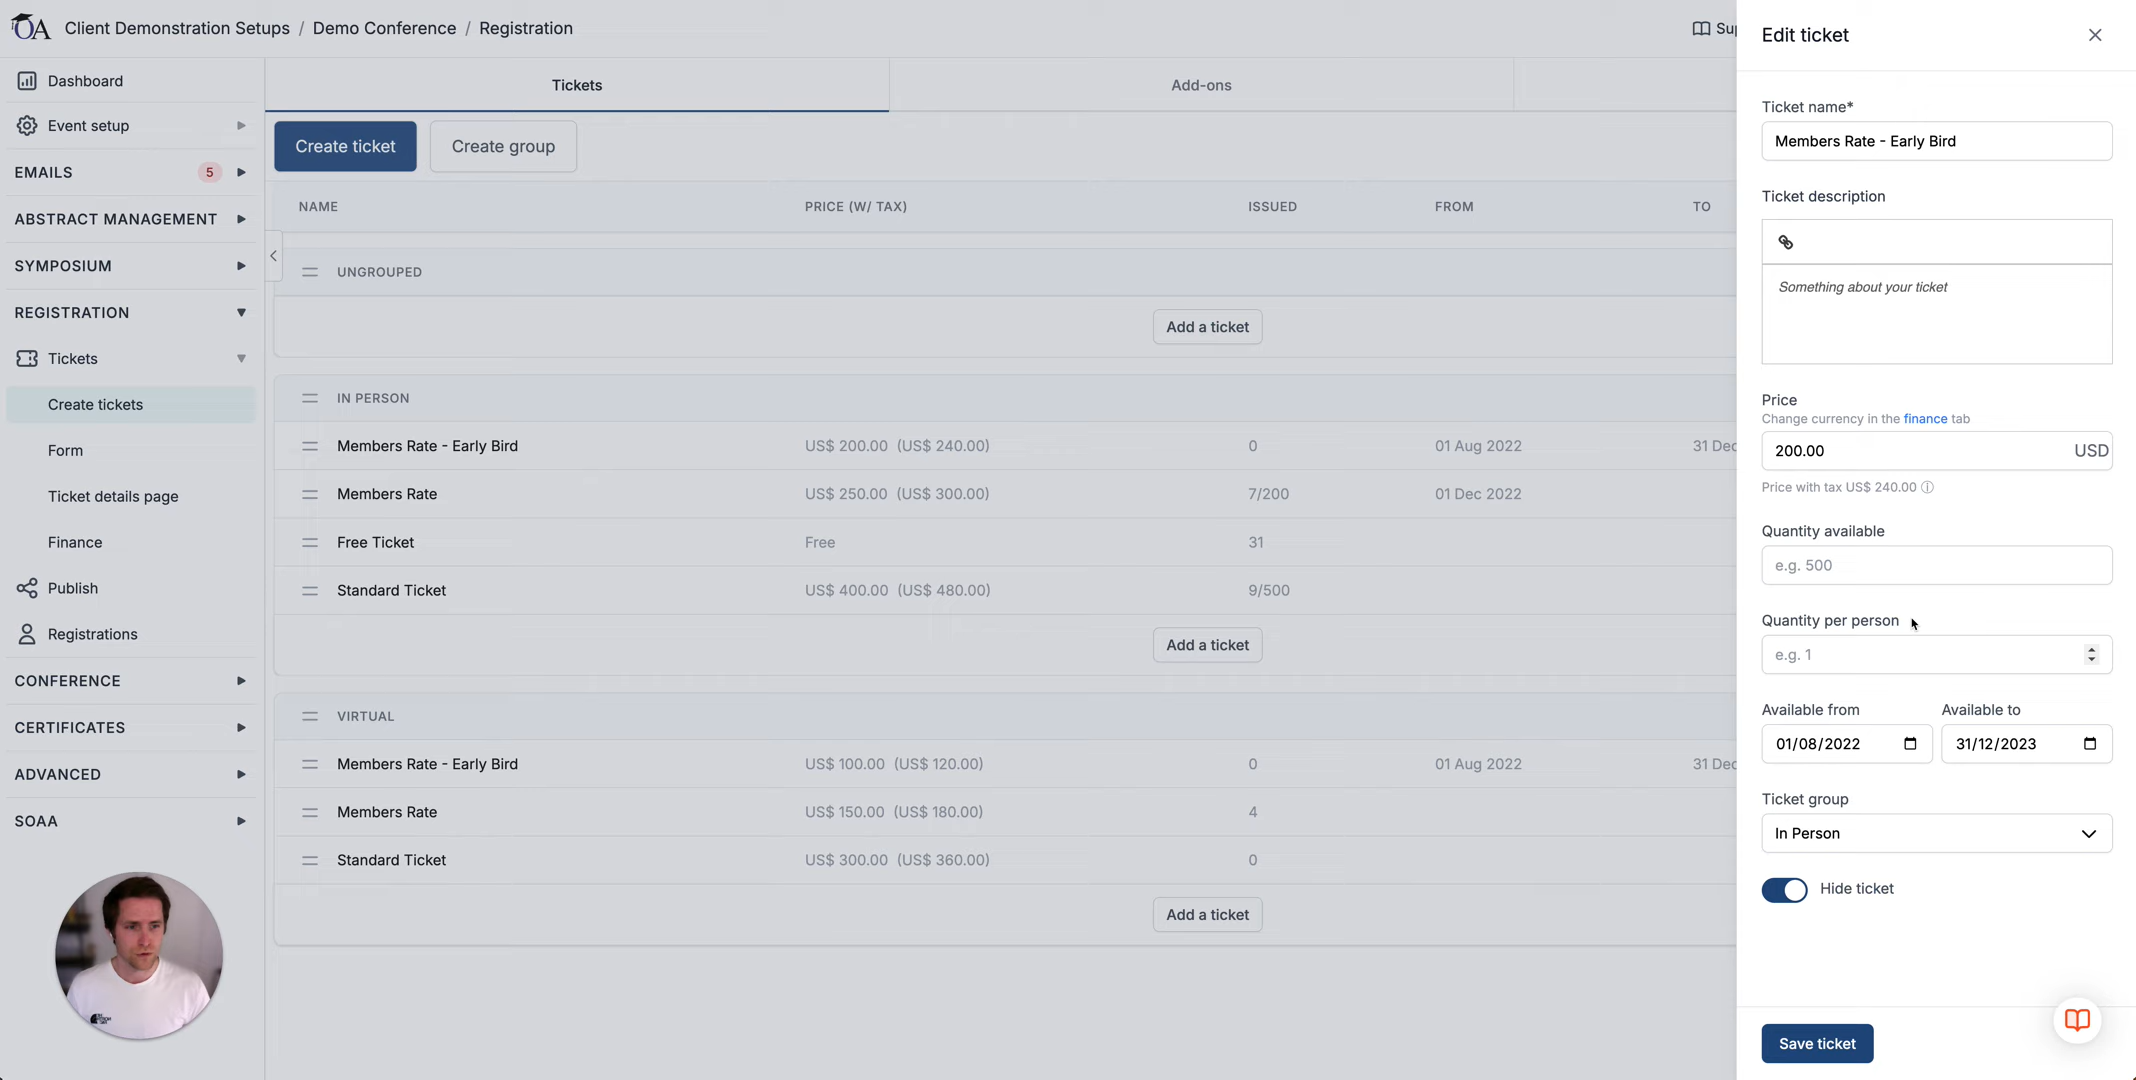 OA Client Demonstration Setups / Demo Conference / Registration
Dashboard
Event setup
EMAILS 5
ABSTRACT MANAGEMENT
SYMPOSIUM
REGISTRATION
Tickets
Create tickets
Form
Ticket details page
Finance
Publish
Registrations
CONFERENCE
CERTIFICATES
ADVANCED
SOAA
Tickets Add-ons
Create ticket Create group
NAME PRICE (W/ TAX) ISSUED FROM TO
UNGROUPED
Add a ticket
IN PERSON
Members Rate - Early Bird US$ 200.00 (US$ 240.00) 0 01 Aug 2022 31 Dec
Members Rate US$ 250.00 (US$ 300.00) 7/200 01 Dec 2022
Free Ticket Free 31
Standard Ticket US$ 400.00 (US$ 480.00) 9/500
Add a ticket
VIRTUAL
Members Rate - Early Bird US$ 100.00 (US$ 120.00) 0 01 Aug 2022 31 Dec
Members Rate US$ 150.00 (US$ 180.00) 4
Standard Ticket US$ 300.00 (US$ 360.00) 0
Add a ticket
Edit ticket
Ticket name*
Members Rate - Early Bird
Ticket description
Something about your ticket
Price
Change currency in the finance tab
200.00 USD
Price with tax US$ 240.00
Quantity available
e.g. 500
Quantity per person
e.g. 1
Available from Available to
01/08/2022 31/12/2023
Ticket group
In Person
Hide ticket
Save ticket